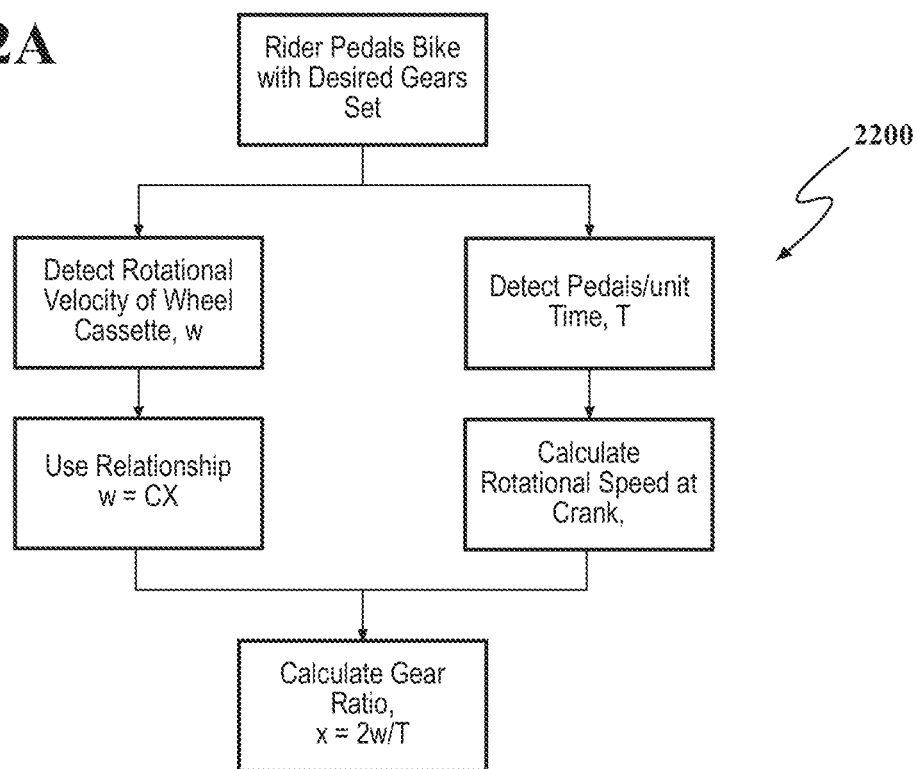 2A
Rider Pedals Bike
with Desired Gears
Set
2200
Detect Rotational
Velocity of Wheel
Cassette, w
Detect Pedals/unit
Time, T
Use Relationship
w = CX
Calculate
Rotational Speed at
Crank,
Calculate Gear
Ratio,
x = 2w/T